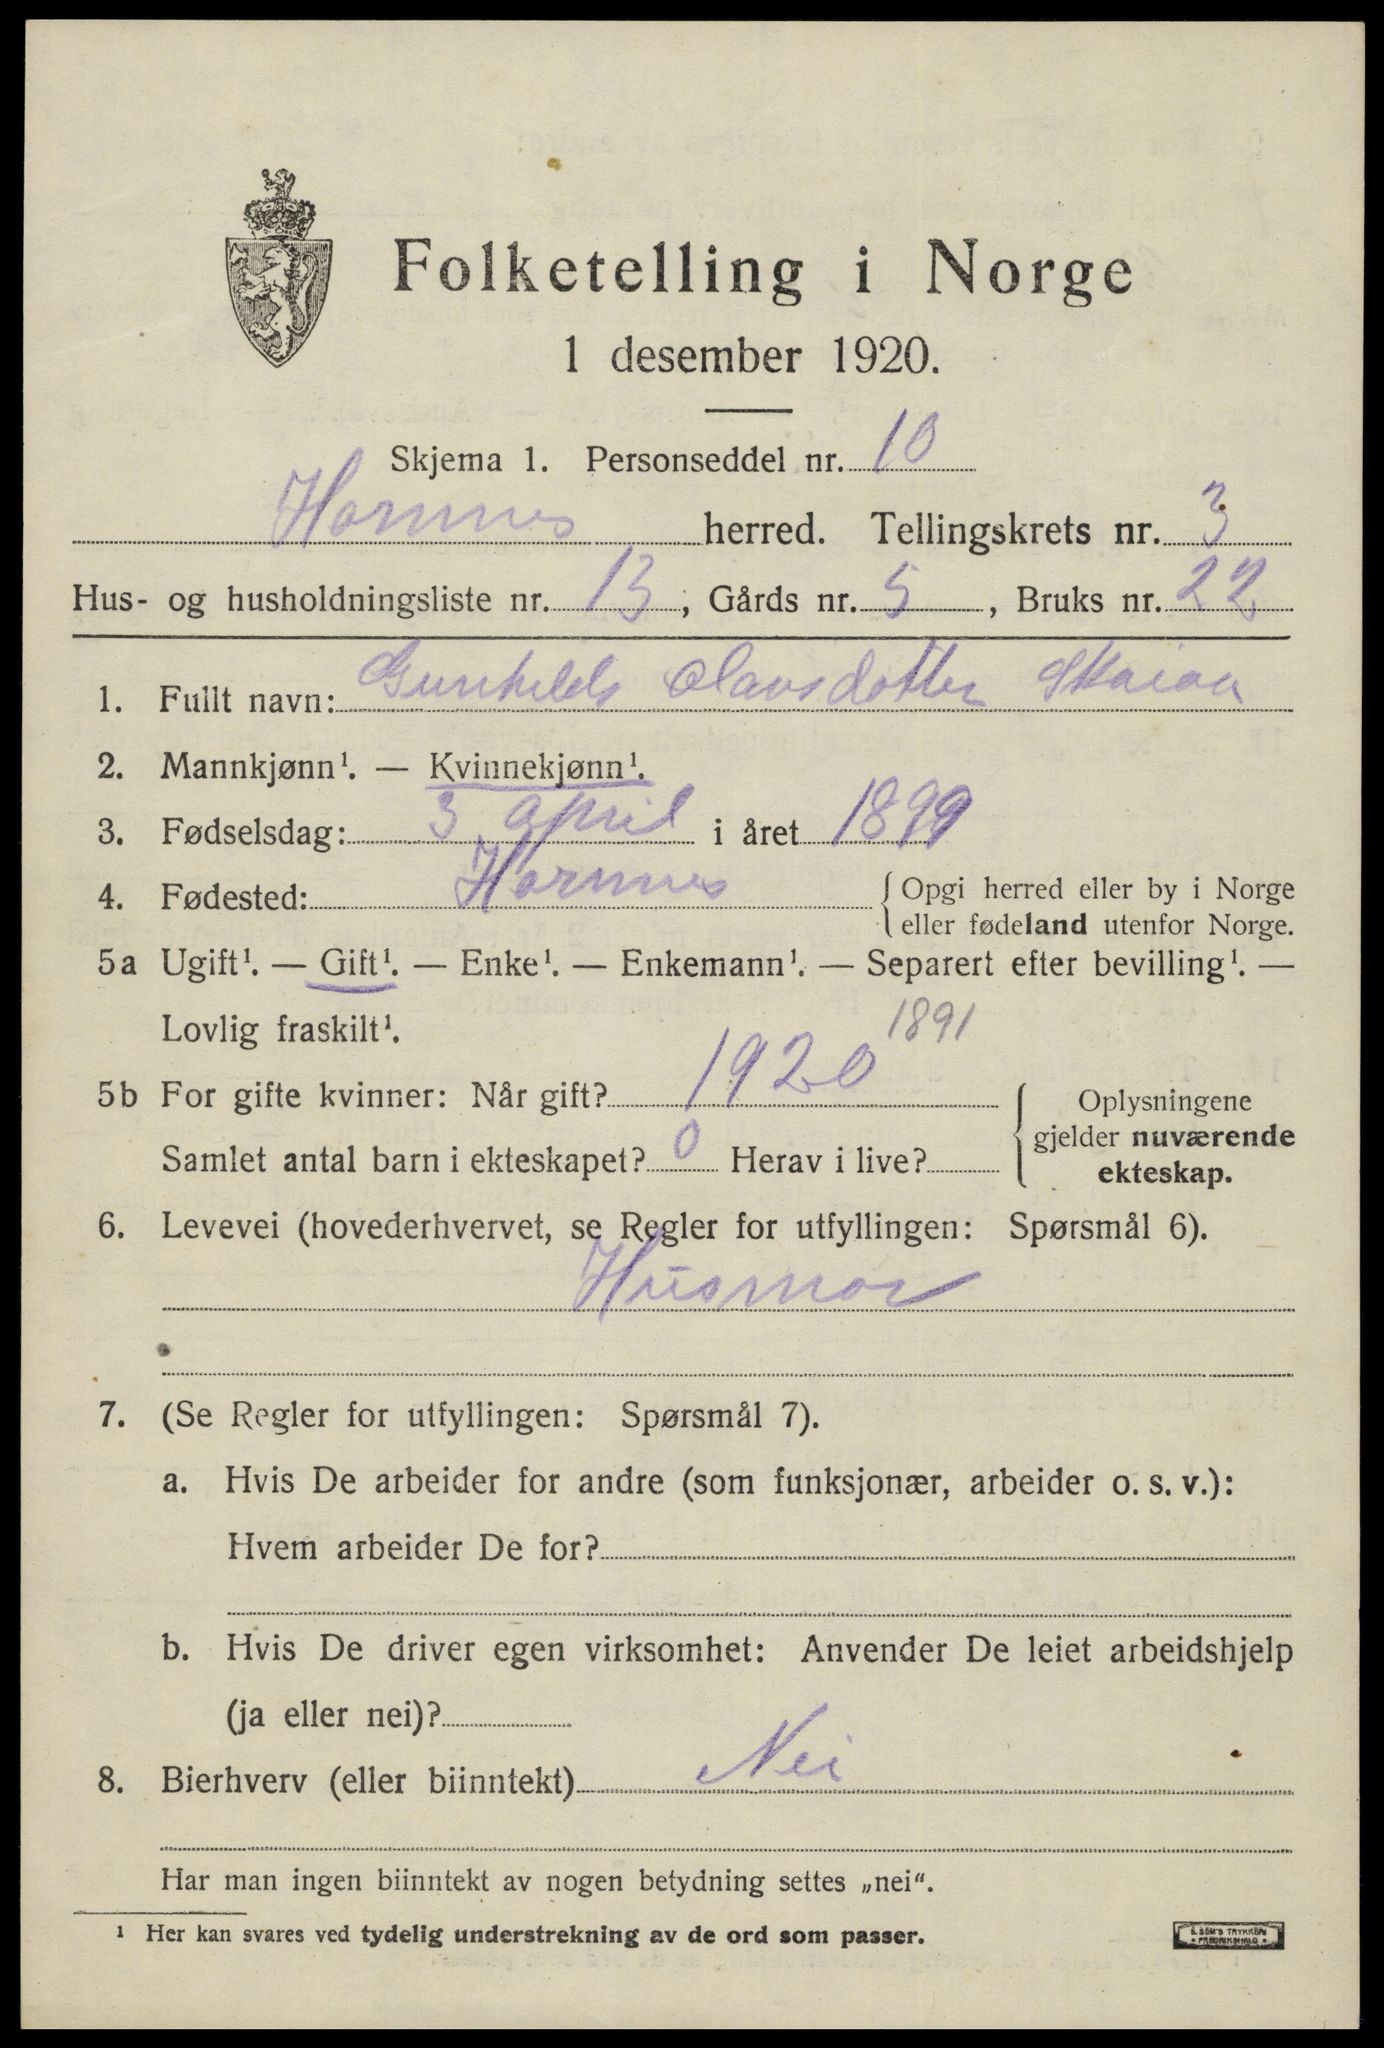 Folketelling i Norge
1 desember 1920.
Skjema 1. Personseddel nr. 10
Hornnes herred. Tellingskrets nr. 3
Hus- og husholdningsliste nr. 13, Gårds nr. 5, Bruks nr. 22
1. Fullt navn: Gunhild Olavsdotter
2. Mannkjønn¹. — Kvinnekjønn¹.
3. Fødselsdag: 3 april i året 1899
4. Fødested: Hornnes { Opgi herred eller by i Norge
eller fødeland utenfor Norge.
5a Ugift¹. — Gift¹. — Enke¹. — Enkemann¹. — Separert efter bevilling¹. —
Lovlig fraskilt¹.
1891
5b For gifte kvinner: Når gift? 1920
Samlet antal barn i ekteskapet? 0 Herav i live?
Oplysningene
gjelder nuværende
ekteskap.
6. Levevei (hovederhvervet, se Regler for utfyllingen: Spørsmål 6).
Husmor
7. (Se Regler for utfyllingen: Spørsmål 7).
a. Hvis De arbeider for andre (som funksjonær, arbeider o. s. v.):
Hvem arbeider De for?
b. Hvis De driver egen virksomhet: Anvender De leiet arbeidshjelp
(ja eller nei)?
8. Bierhverv (eller biinntekt) Nei
Har man ingen biinntekt av nogen betydning settes „nei“.
¹ Her kan svares ved tydelig understrekning av de ord som passer.
E. SEM'S TRYKKERI
FREDRIKSHALD